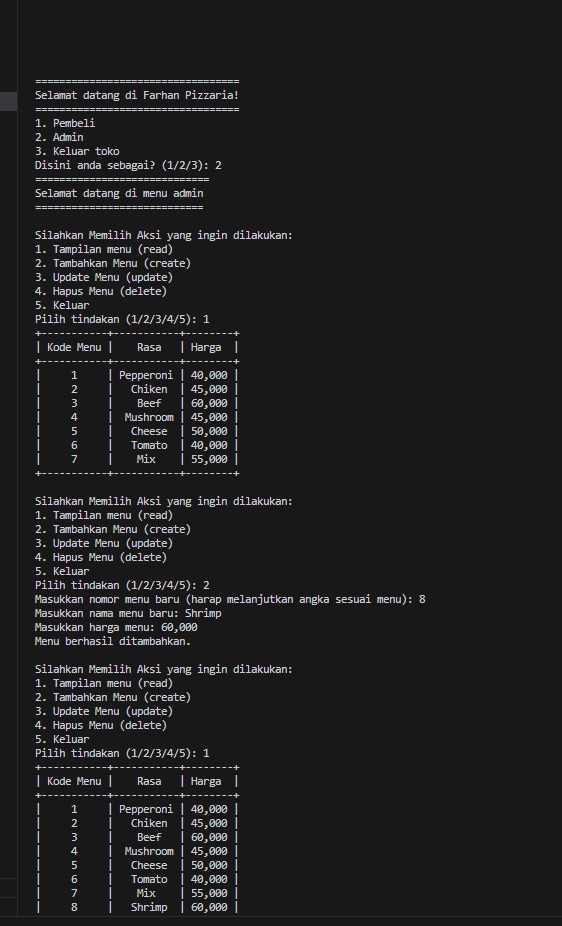 ==================================
Selamat datang di Farhan Pizzaria!
==================================
1. Pembeli
2. Admin
3. Keluar toko
Disini anda sebagai? (1/2/3): 2
=============================
Selamat datang di menu admin
============================
Silahkan Memilih Aksi yang ingin dilakukan:
1. Tampilan menu (read)
2. Tambahkan Menu (create)
3. Update Menu (update)
4. Hapus Menu (delete)
5. Keluar
Pilih tindakan (1/2/3/4/5): 1
+-----------+-----------+--------+
| Kode Menu |    Rasa   | Harga  |
+-----------+-----------+--------+
|     1     | Pepperoni | 40,000 |
|     2     |   Chiken  | 45,000 |
|     3     |    Beef   | 60,000 |
|     4     |  Mushroom | 45,000 |
|     5     |   Cheese  | 50,000 |
|     6     |   Tomato  | 40,000 |
|     7     |    Mix    | 55,000 |
+-----------+-----------+--------+
Silahkan Memilih Aksi yang ingin dilakukan:
1. Tampilan menu (read)
2. Tambahkan Menu (create)
3. Update Menu (update)
4. Hapus Menu (delete)
5. Keluar
Pilih tindakan (1/2/3/4/5): 2
Masukkan nomor menu baru (harap melanjutkan angka sesuai menu): 8
Masukkan nama menu baru: Shrimp
Masukkan harga menu: 60,000
Menu berhasil ditambahkan.
Silahkan Memilih Aksi yang ingin dilakukan:
1. Tampilan menu (read)
2. Tambahkan Menu (create)
3. Update Menu (update)
4. Hapus Menu (delete)
5. Keluar
Pilih tindakan (1/2/3/4/5): 1
+-----------+-----------+--------+
| Kode Menu |    Rasa   | Harga  |
+-----------+-----------+--------+
|     1     | Pepperoni | 40,000 |
|     2     |   Chiken  | 45,000 |
|     3     |    Beef   | 60,000 |
|     4     |  Mushroom | 45,000 |
|     5     |   Cheese  | 50,000 |
|     6     |   Tomato  | 40,000 |
|     7     |    Mix    | 55,000 |
|     8     |   Shrimp  | 60,000 |